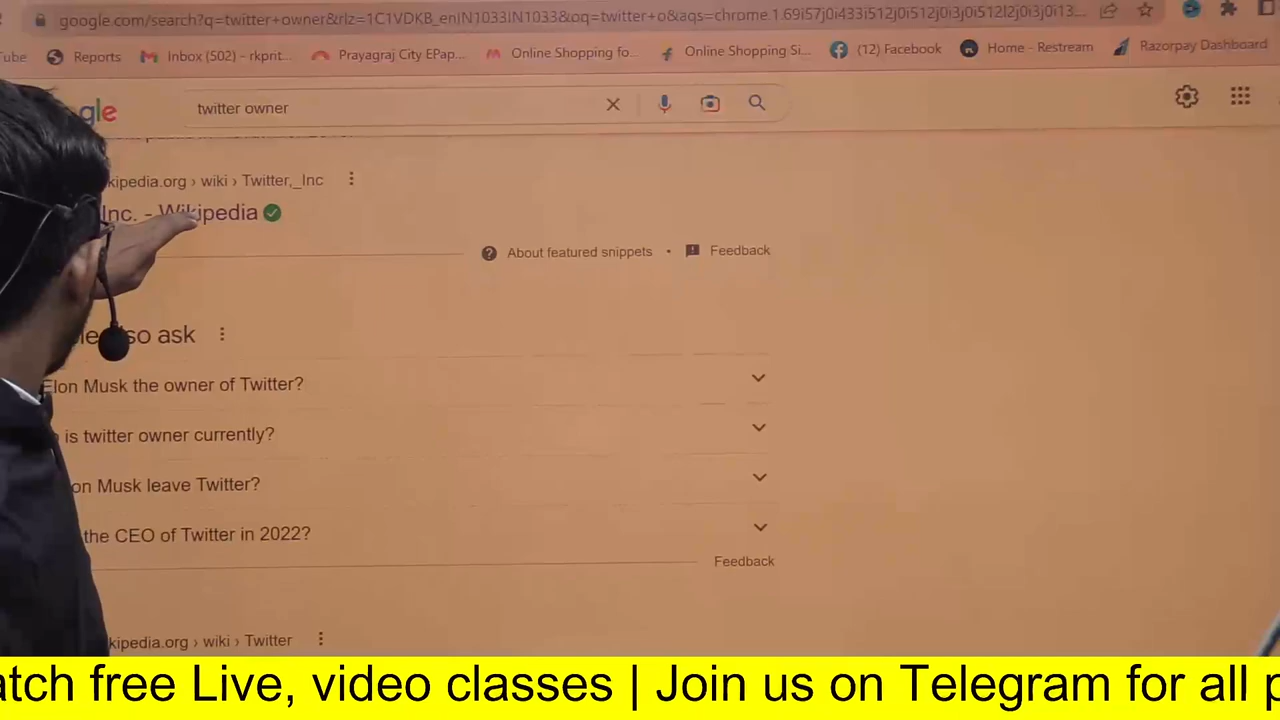 google.com/search?q=twitter+owner&rlz=1C1VDKB_enIN1033IN1033&oq=twitter+o&aqs=chrome.1.69i57j0i433i512j0i512j0i3j0i512l2j0i3j0i13...
Reports Inbox (502) - rkpnt... Prayagraj City EPap... Online Shopping fo... Online Shopping Si... (12) Facebook Home - Restream Razorpay Dashboard
gle twitter owner
kipedia.org › wiki › Twitter,_Inc
Inc. - Wikipedia
About featured snippets • Feedback
so ask
Elon Musk the owner of Twitter?
is twitter owner currently?
on Musk leave Twitter?
the CEO of Twitter in 2022?
Feedback
kipedia.org › wiki › Twitter
atch free Live, video classes | Join us on Telegram for all p